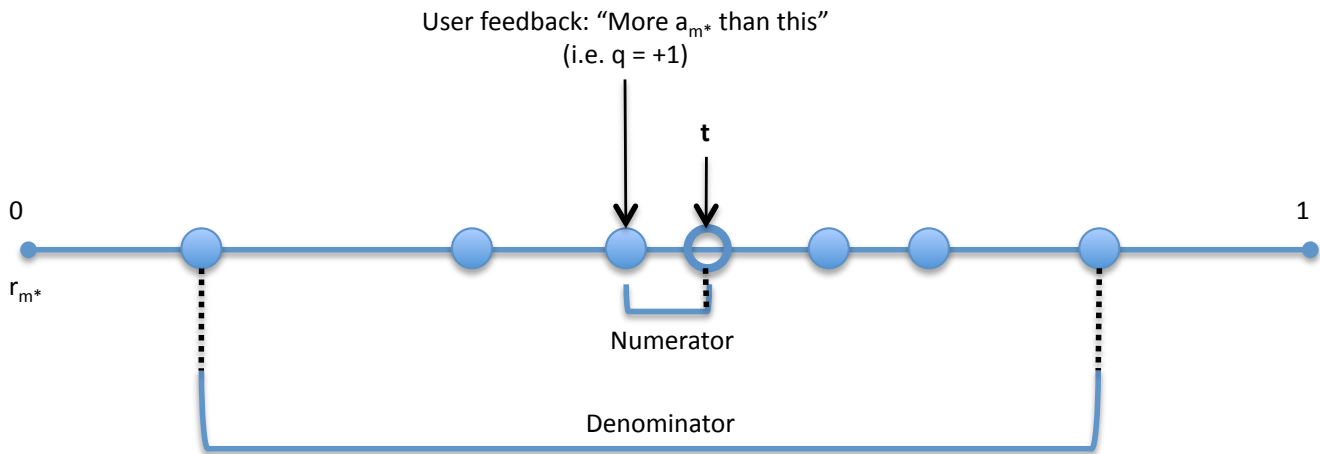 User feedback: “More aₘ* than this”
(i.e. q = +1)
t
0
1
rₘ*
Numerator
Denominator